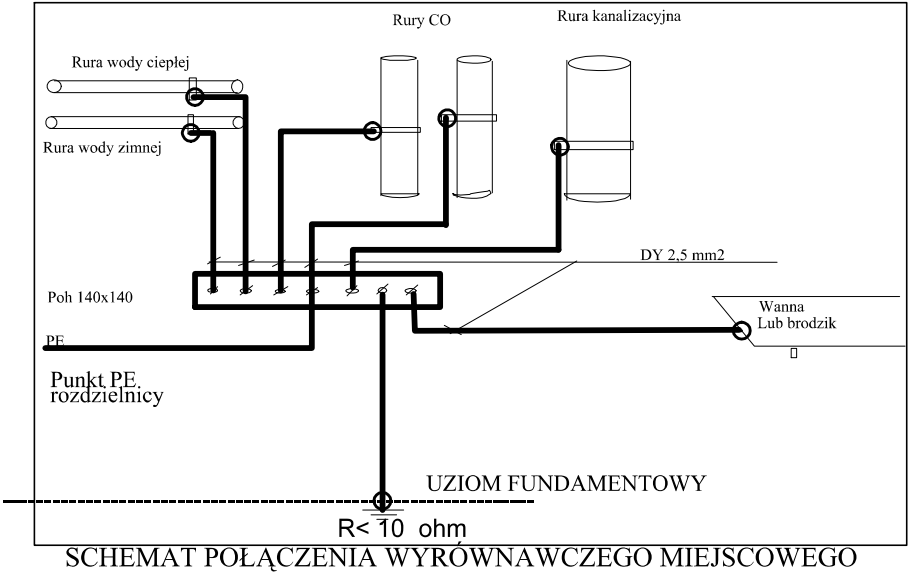 Rury CO
Rura kanalizacyjna
Rura wody ciepłej
Rura wody zimnej
DY 2,5 mm2
Poh 140x140
Wanna
Lub brodzik
PE
Punkt PE
rozdzielnicy
UZIOM FUNDAMENTOWY
R< 10 ohm
SCHEMAT POŁĄCZENIA WYRÓWNAWCZEGO MIEJSCOWEGO